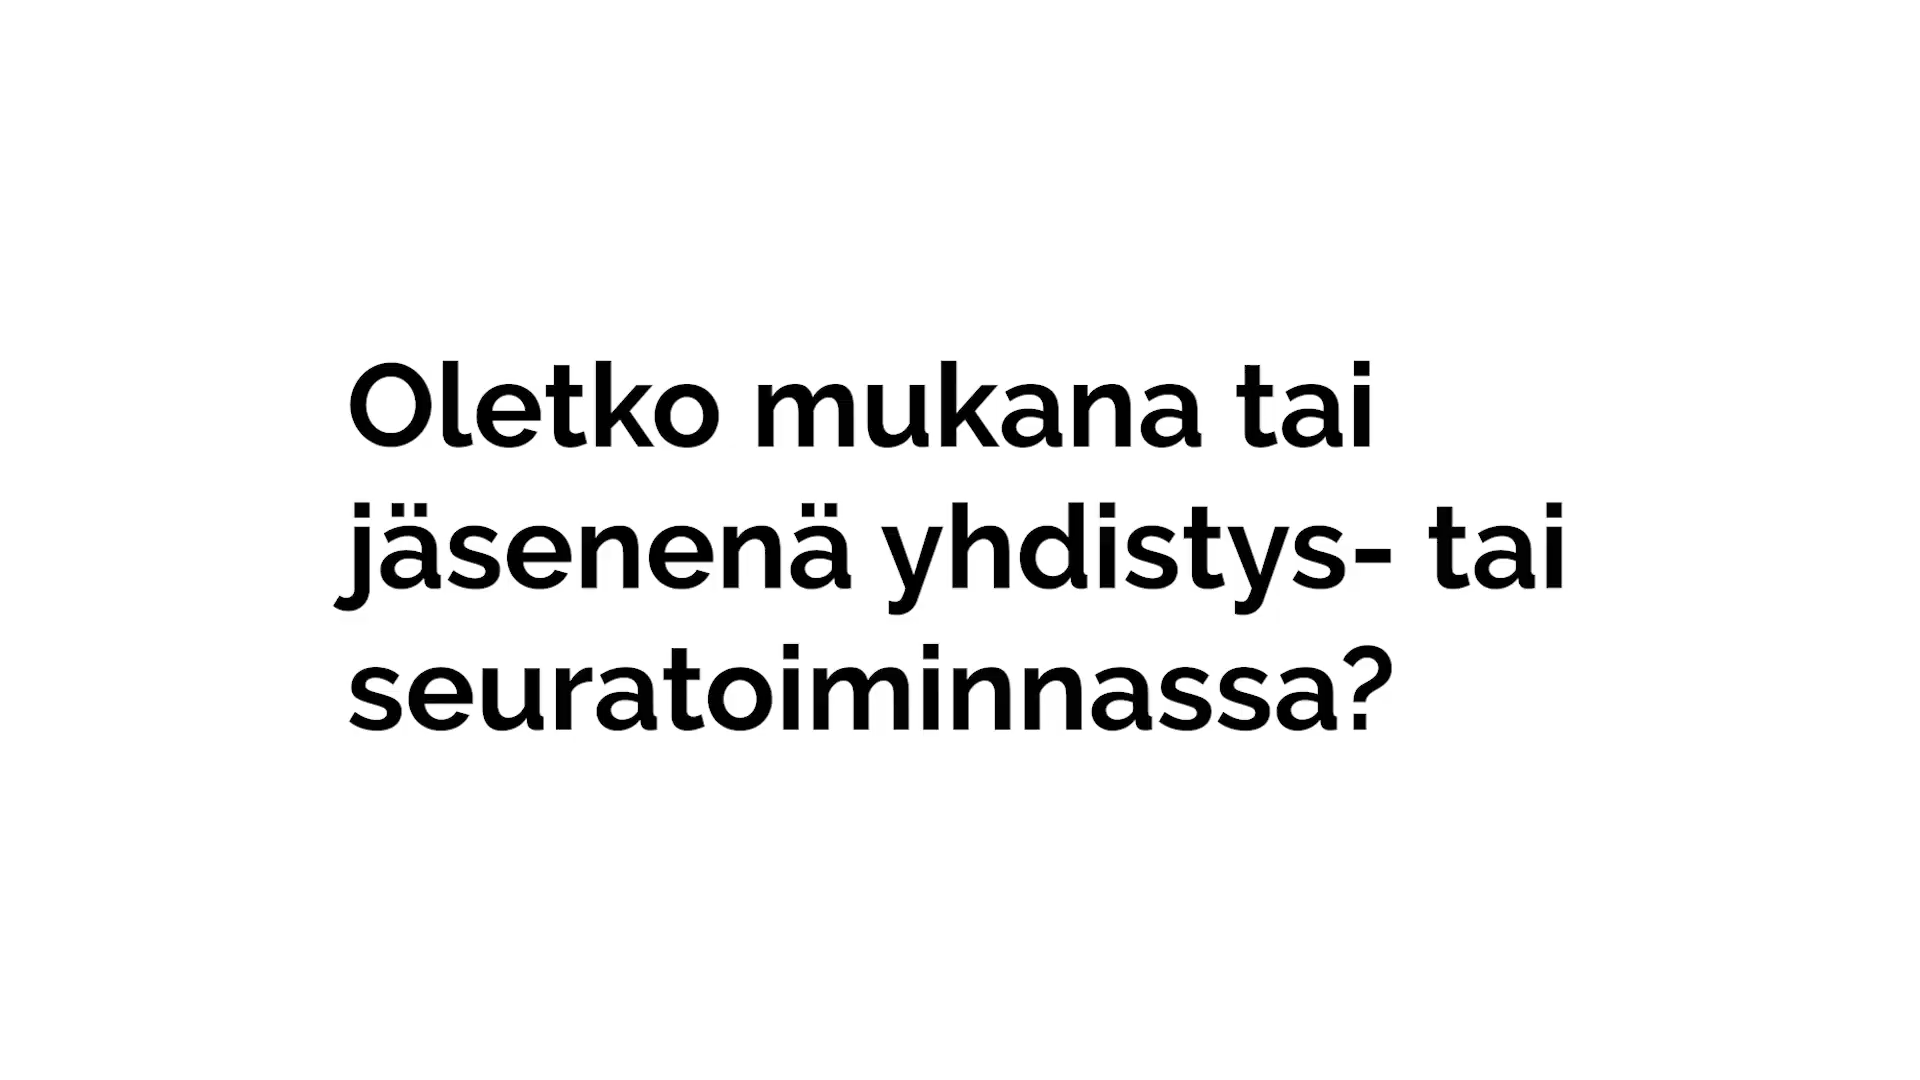 Oletko mukana tai
jäsenenä yhdistys- tai
seuratoiminnassa?